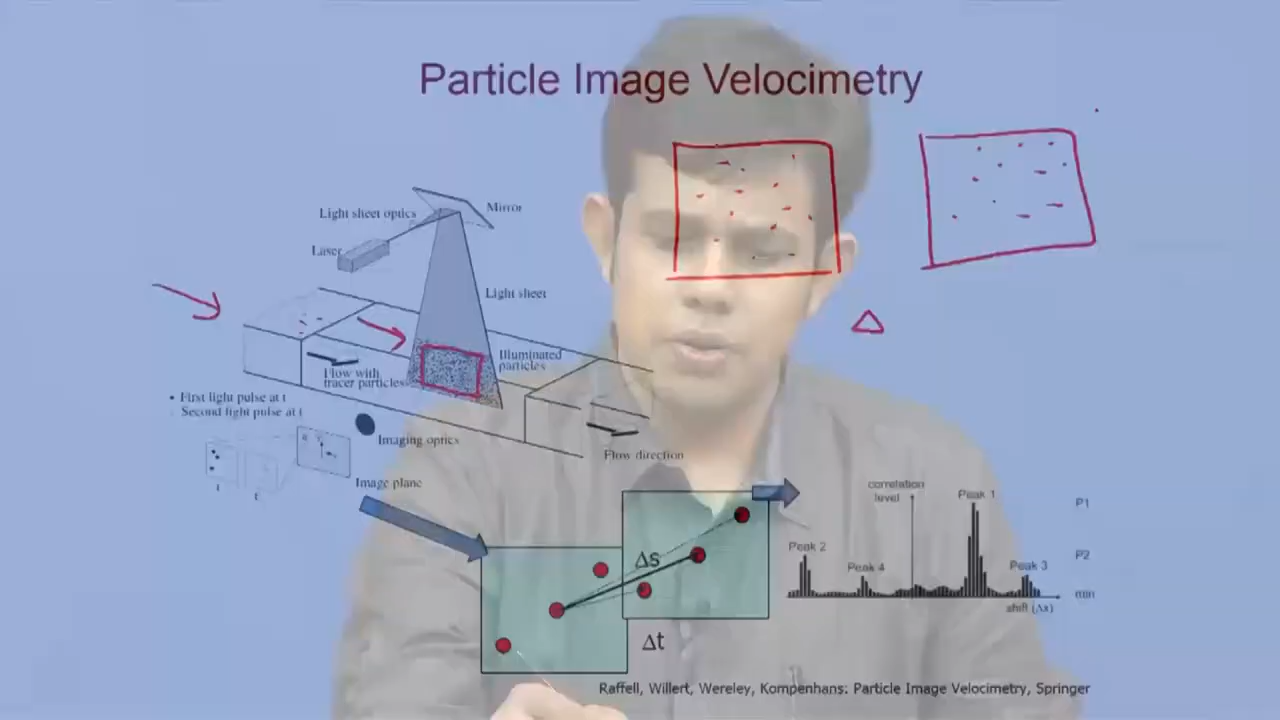 Particle Image Velocimetry
Light sheet optics
Mirror
Laser
Light sheet
Illuminated
particles
Flow with
tracer particles
• First light pulse at t
Second light pulse at t
Imaging optics
Flow direction
t
t
Image plane
correlation
level
Peak 1
P1
Peak 2
Δs
P2
Peak 4
Peak 3
min
shift (Δx)
Δt
Δ
Raffell, Willert, Wereley, Kompenhans: Particle Image Velocimetry, Springer